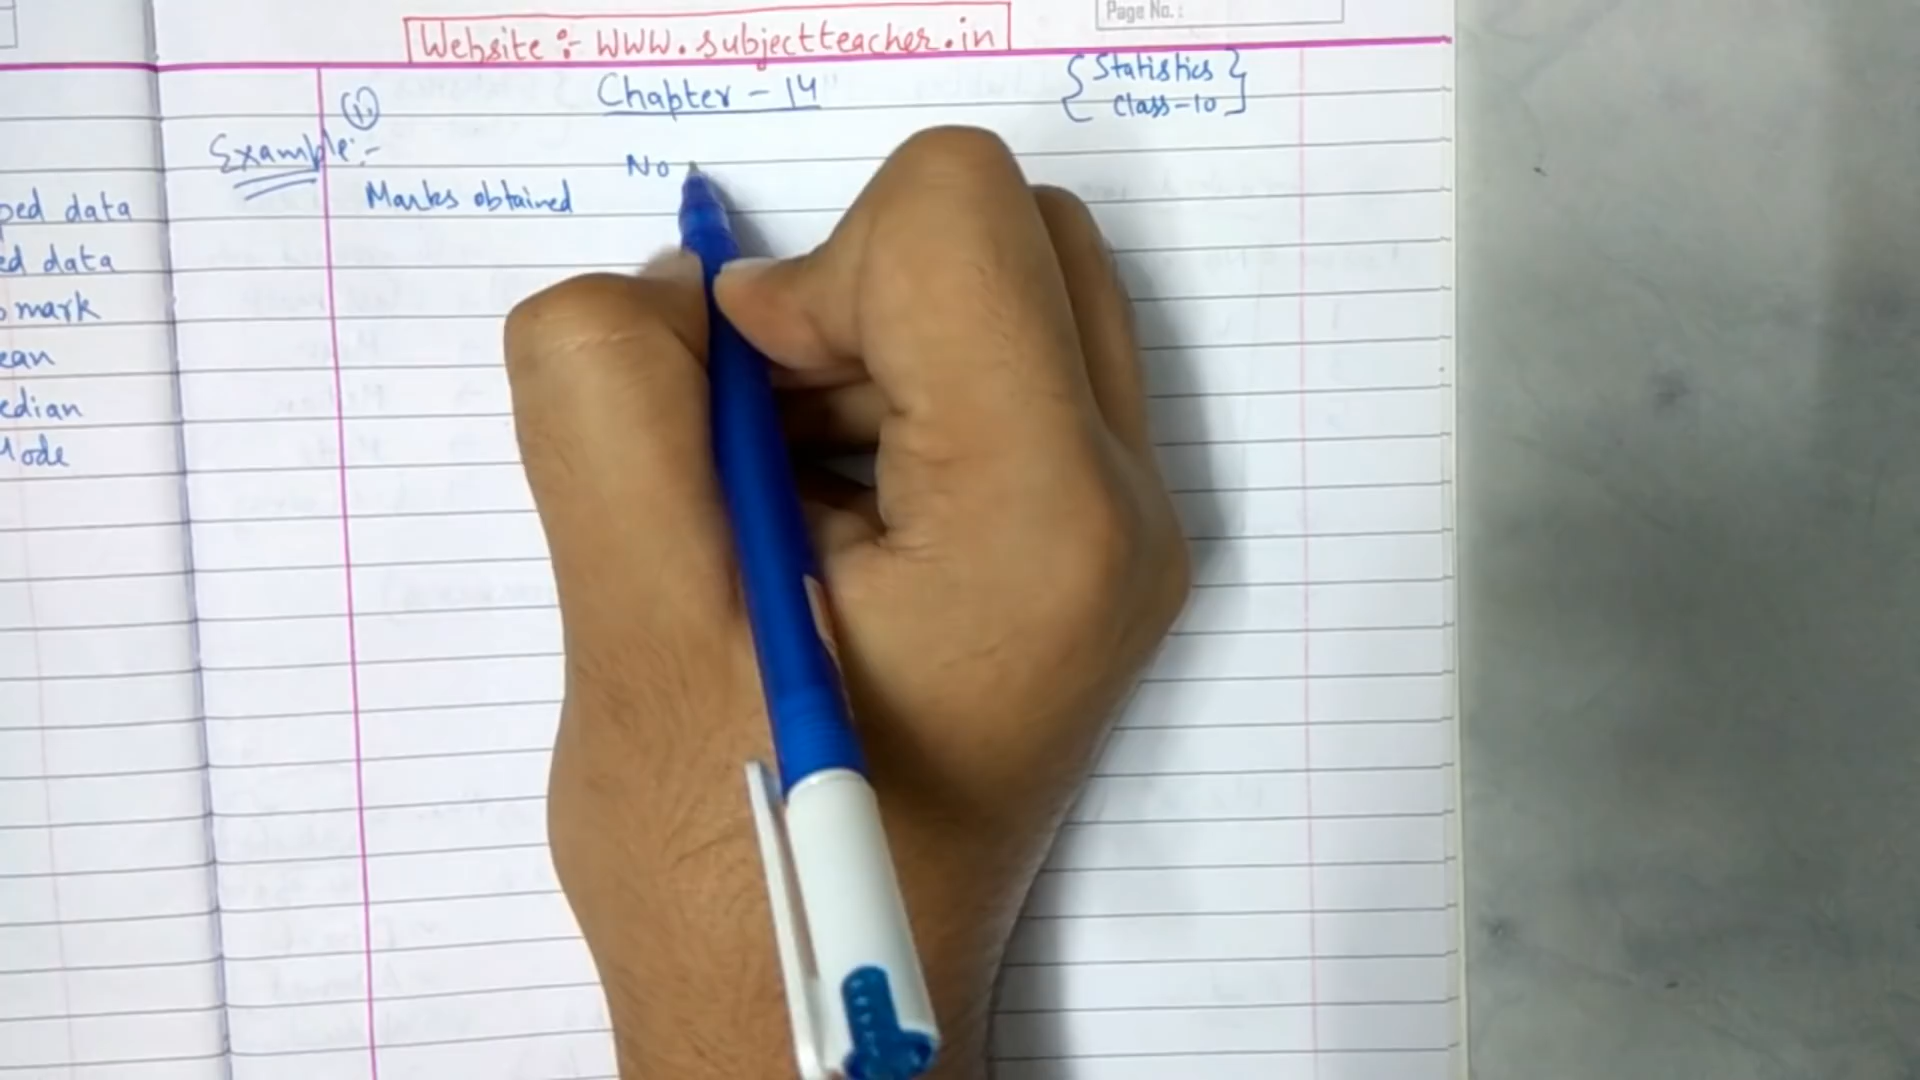 Page No. :
Website :- WWW.subjectteacher.in
Chapter - 14
{ Statistics }
Class-10
(1.)
Example:-
No
Marks obtained
ped data
ed data
mark
ean
edian
Mode